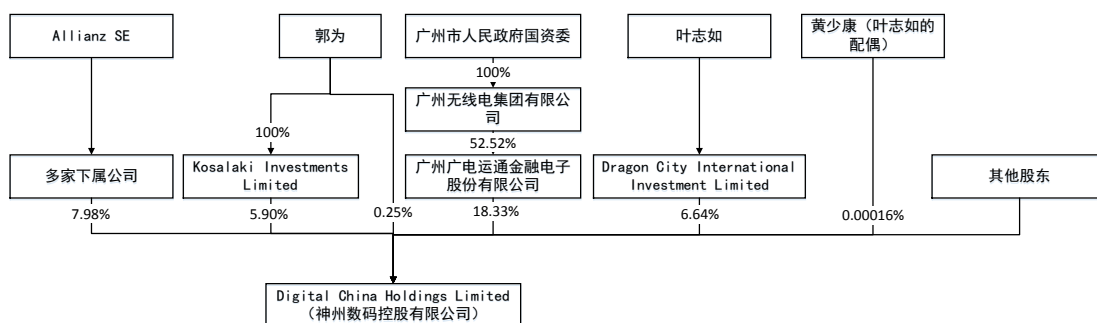 Allianz SE
郭为
广州市人民政府国资委
叶志如
黄少康（叶志如的
配偶）
100%
广州无线电集团有限公
司
100%
52.52%
多家下属公司
Kosalaki Investments
Limited
广州广电运通金融电子
股份有限公司
Dragon City International
Investment Limited
其他股东
7.98%
5.90%
0.25%
18.33%
6.64%
0.00016%
Digital China Holdings Limited
（神州数码控股有限公司）